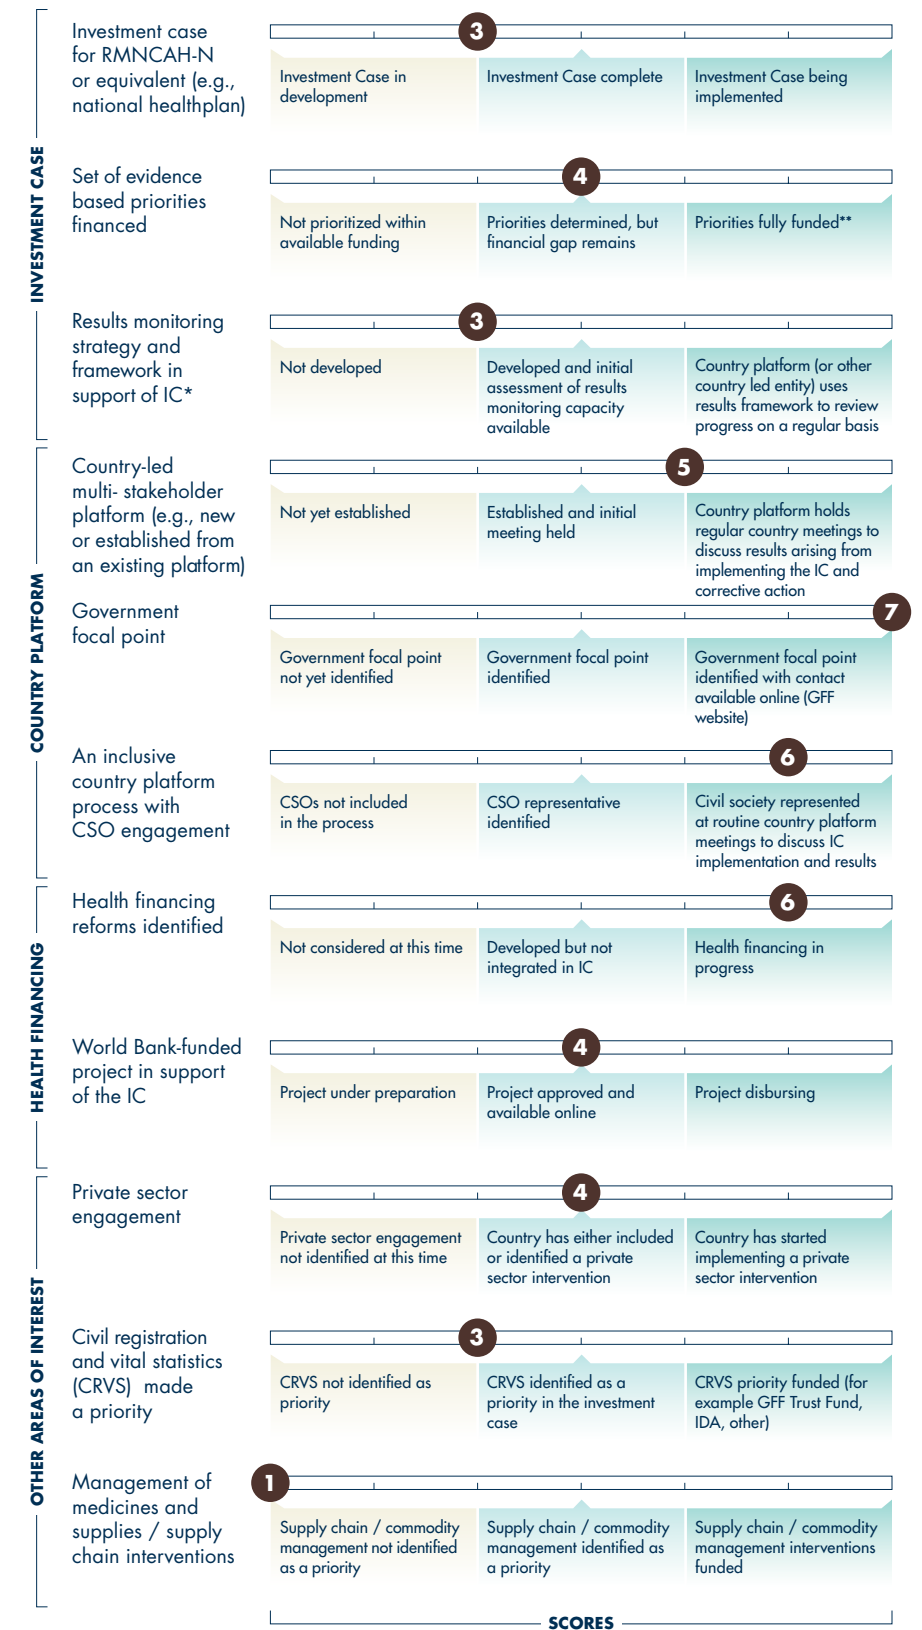 INVESTMENT CASE
Investment case
for RMNCAH-N
or equivalent (e.g.,
national healthplan)
3
Investment Case in
development
Investment Case complete
Investment Case being
implemented
Set of evidence
based priorities
financed
4
Not prioritized within
available funding
Priorities determined, but
financial gap remains
Priorities fully funded**
Results monitoring
strategy and
framework in
support of IC*
3
Not developed
Developed and initial
assessment of results
monitoring capacity
available
Country platform (or other
country led entity) uses
results framework to review
progress on a regular basis
COUNTRY PLATFORM
Country-led
multi- stakeholder
platform (e.g., new
or established from
an existing platform)
5
Not yet established
Established and initial
meeting held
Country platform holds
regular country meetings to
discuss results arising from
implementing the IC and
corrective action
Government
focal point
7
Government focal point
not yet identified
Government focal point
identified
Government focal point
identified with contact
available online (GFF
website)
An inclusive
country platform
process with
CSO engagement
6
CSOs not included
in the process
CSO representative
identified
Civil society represented
at routine country platform
meetings to discuss IC
implementation and results
HEALTH FINANCING
Health financing
reforms identified
6
Not considered at this time
Developed but not
integrated in IC
Health financing in
progress
World Bank-funded
project in support
of the IC
4
Project under preparation
Project approved and
available online
Project disbursing
OTHER AREAS OF INTEREST
Private sector
engagement
4
Private sector engagement
not identified at this time
Country has either included
or identified a private
sector intervention
Country has started
implementing a private
sector intervention
Civil registration
and vital statistics
(CRVS) made
a priority
3
CRVS not identified as
priority
CRVS identified as a
priority in the investment
case
CRVS priority funded (for
example GFF Trust Fund,
IDA, other)
Management of
medicines and
supplies / supply
chain interventions
1
Supply chain / commodity
management not identified
as a priority
Supply chain / commodity
management identified as
a priority
Supply chain / commodity
management interventions
funded
SCORES